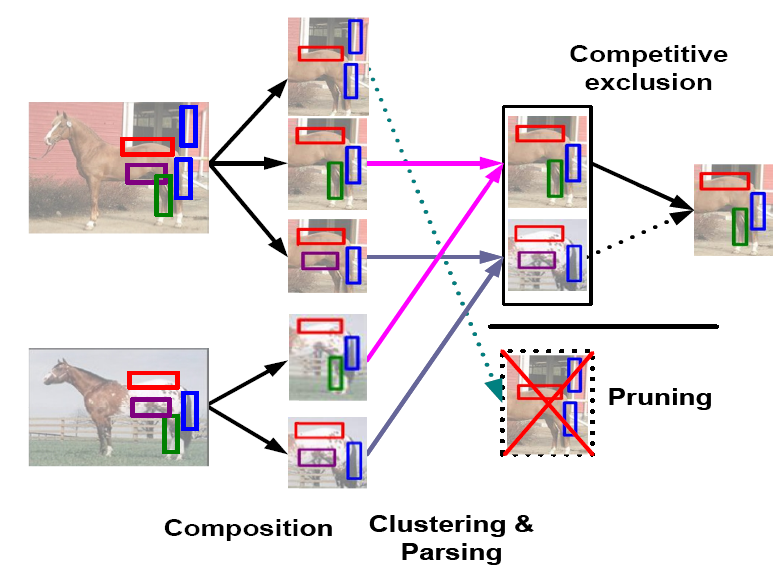 Competitive
exclusion
Pruning
Composition
Clustering &
Parsing